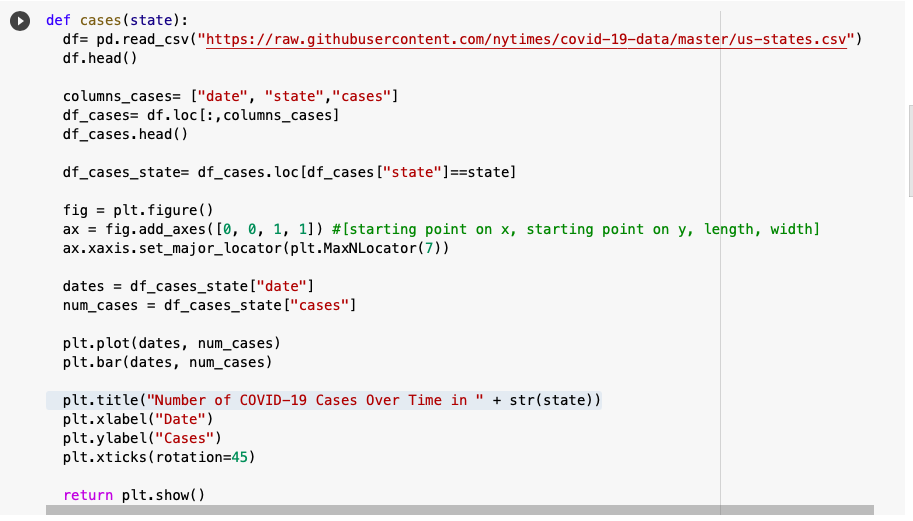 def cases(state):
  df= pd.read_csv("https://raw.githubusercontent.com/nytimes/covid-19-data/master/us-states.csv")
  df.head()

  columns_cases= ["date", "state","cases"]
  df_cases= df.loc[:,columns_cases]
  df_cases.head()

  df_cases_state= df_cases.loc[df_cases["state"]==state]

  fig = plt.figure()
  ax = fig.add_axes([0, 0, 1, 1]) #[starting point on x, starting point on y, length, width]
  ax.xaxis.set_major_locator(plt.MaxNLocator(7))

  dates = df_cases_state["date"]
  num_cases = df_cases_state["cases"]

  plt.plot(dates, num_cases)
  plt.bar(dates, num_cases)

  plt.title("Number of COVID-19 Cases Over Time in " + str(state))
  plt.xlabel("Date")
  plt.ylabel("Cases")
  plt.xticks(rotation=45)

  return plt.show()